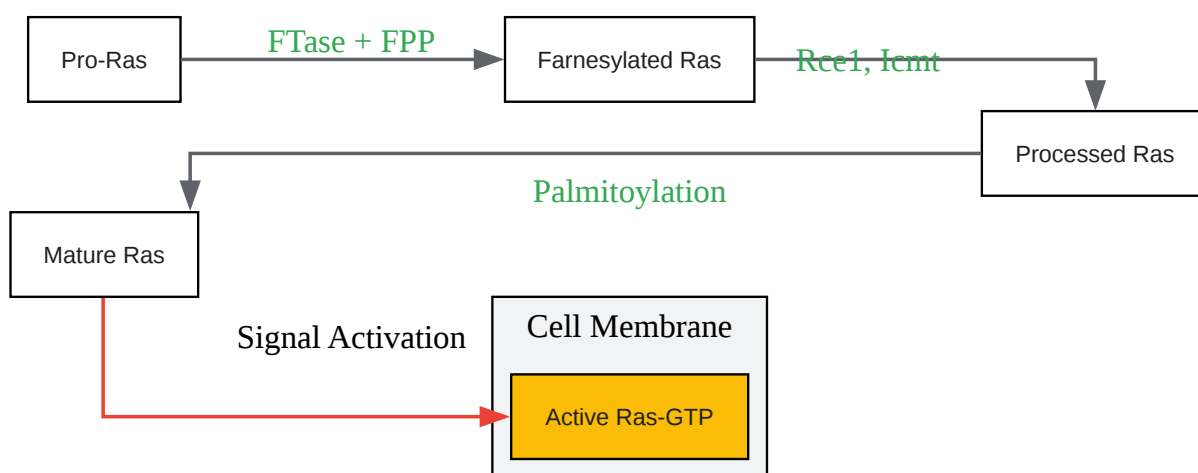 Pro-Ras
FTase + FPP
Farnesylated Ras
Rce1, Icmt
Processed Ras
Palmitoylation
Mature Ras
Signal Activation
Cell Membrane
Active Ras-GTP